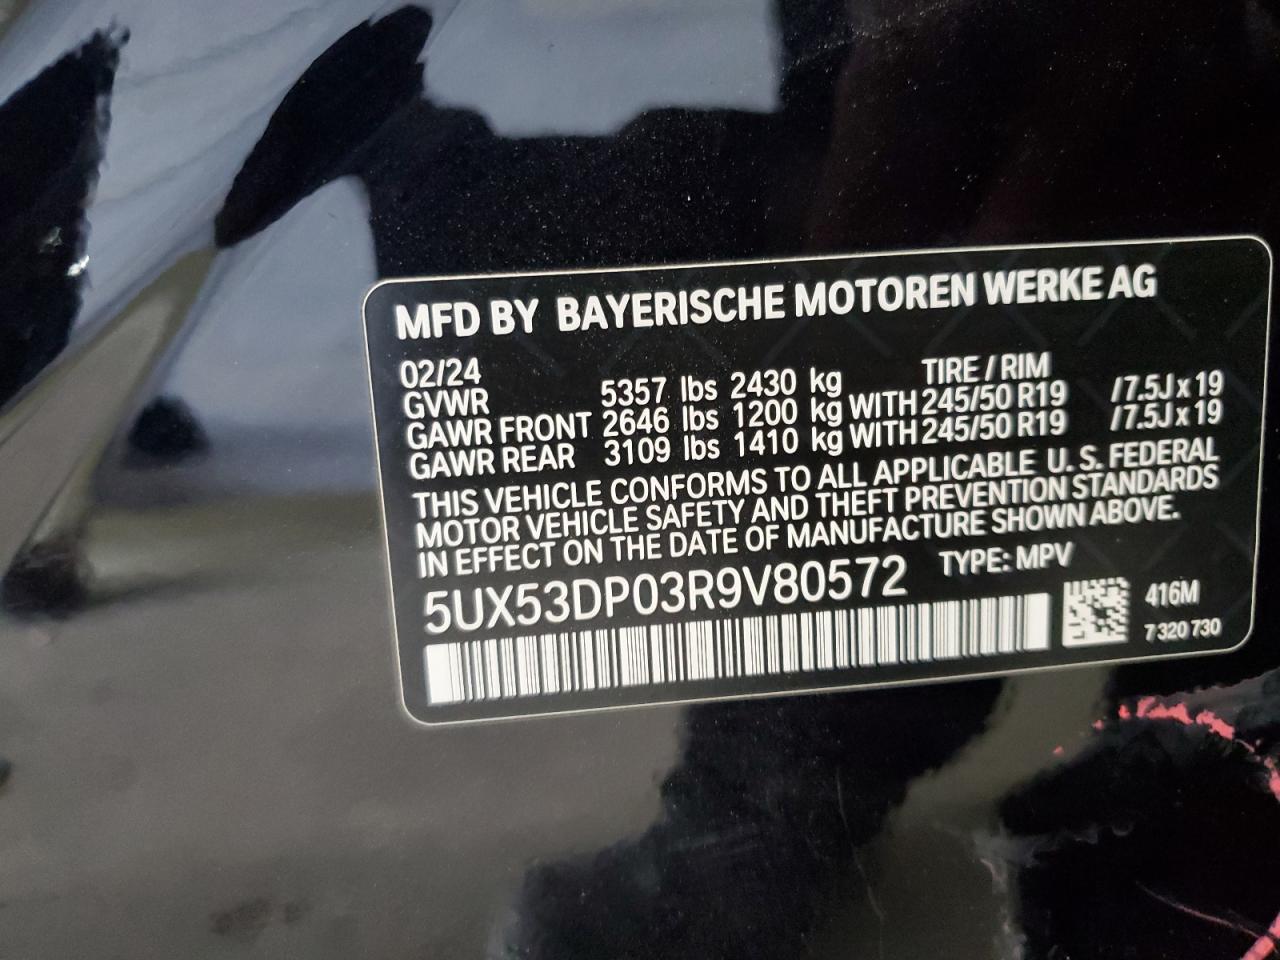 MFD BY BAYERISCHE MOTOREN WERKE AG
02/24 TIRE / RIM
GVWR 5357 lbs 2430 kg
GAWR FRONT 2646 lbs 1200 kg WITH 245/50 R19 /7.5J x 19
GAWR REAR 3109 lbs 1410 kg WITH 245/50 R19 /7.5J x 19
THIS VEHICLE CONFORMS TO ALL APPLICABLE U. S. FEDERAL
MOTOR VEHICLE SAFETY AND THEFT PREVENTION STANDARDS
IN EFFECT ON THE DATE OF MANUFACTURE SHOWN ABOVE.
5UX53DP03R9V80572 TYPE: MPV
416M
7 320 730